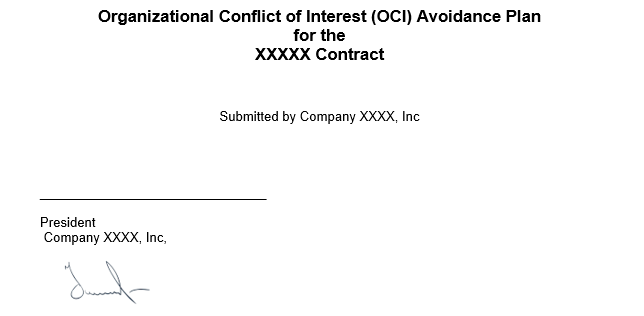 Organizational Conflict of Interest (OCI) Avoidance Plan
for the
XXXXX Contract
Submitted by Company XXXX, Inc
President
Company XXXX, Inc,